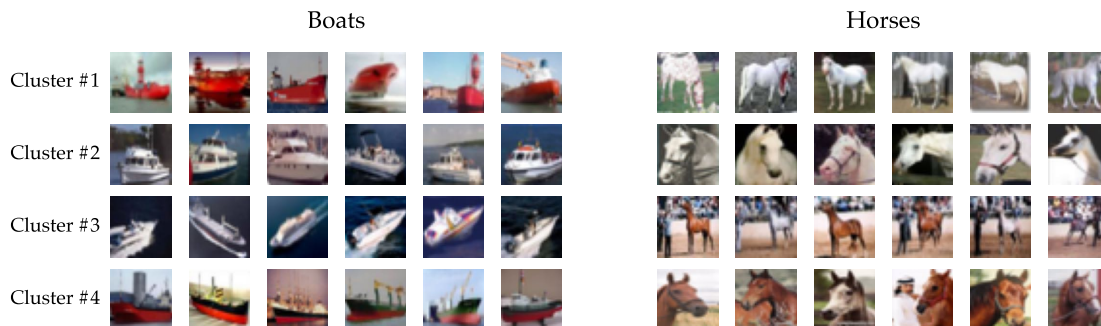 Boats
Horses
Cluster #1
Cluster #2
Cluster #3
Cluster #4